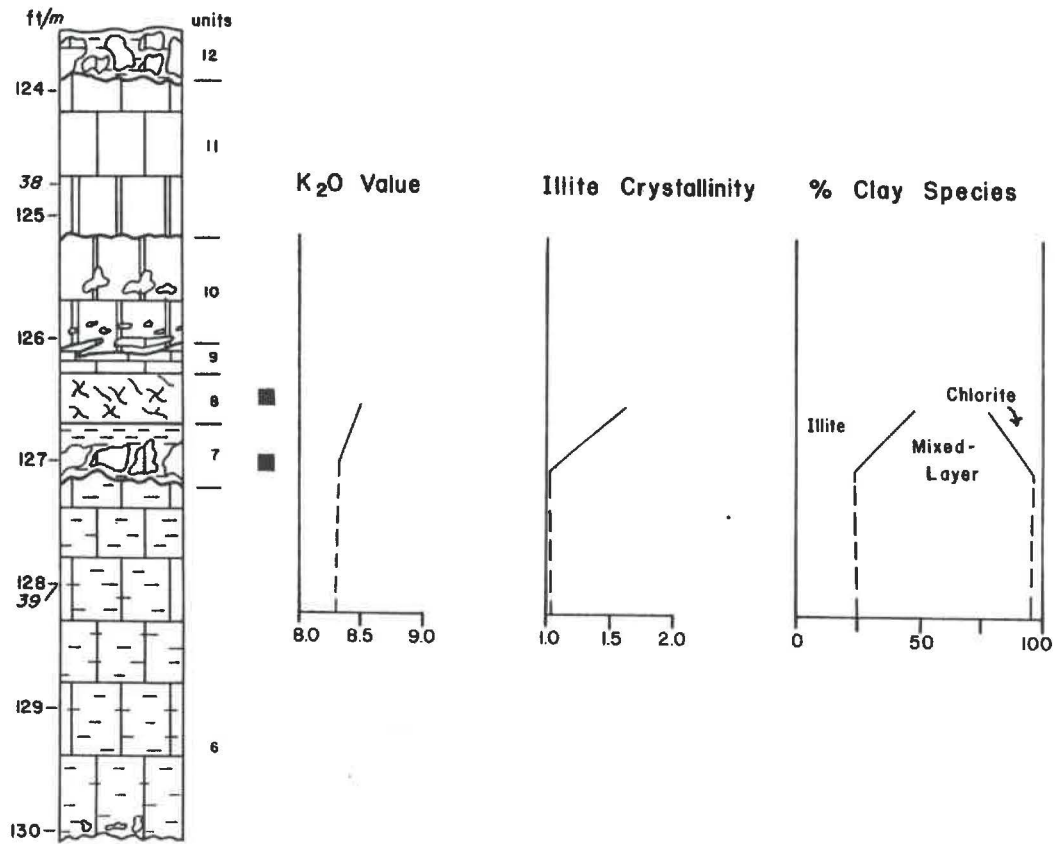 ft/m
units
12
124
11
38
125
10
126
9
8
7
127
128
39
129
6
130
K2O Value
8.0 8.5 9.0
Illite Crystallinity
1.0 1.5 2.0
% Clay Species
Illite
Chlorite
Mixed-
Layer
0 50 100